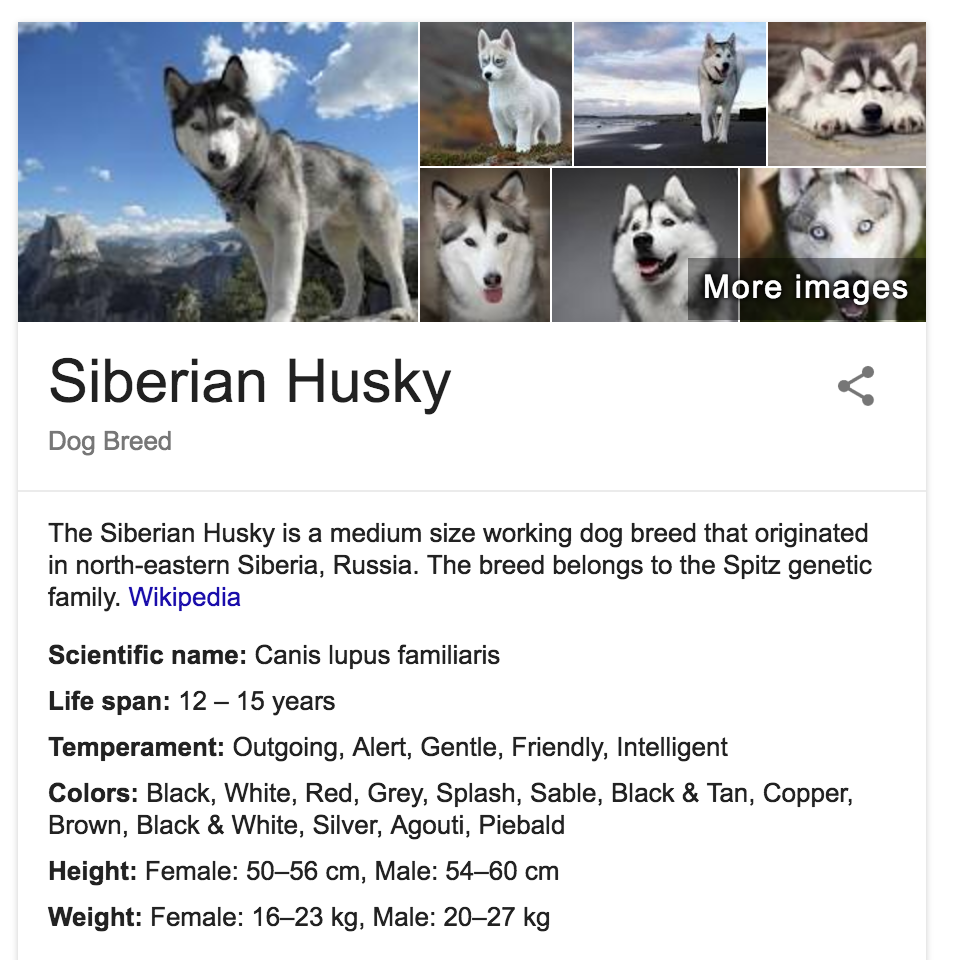 More images
Siberian Husky
Dog Breed
The Siberian Husky is a medium size working dog breed that originated
in north-eastern Siberia, Russia. The breed belongs to the Spitz genetic
family. Wikipedia
Scientific name: Canis lupus familiaris
Life span: 12 – 15 years
Temperament: Outgoing, Alert, Gentle, Friendly, Intelligent
Colors: Black, White, Red, Grey, Splash, Sable, Black & Tan, Copper,
Brown, Black & White, Silver, Agouti, Piebald
Height: Female: 50–56 cm, Male: 54–60 cm
Weight: Female: 16–23 kg, Male: 20–27 kg